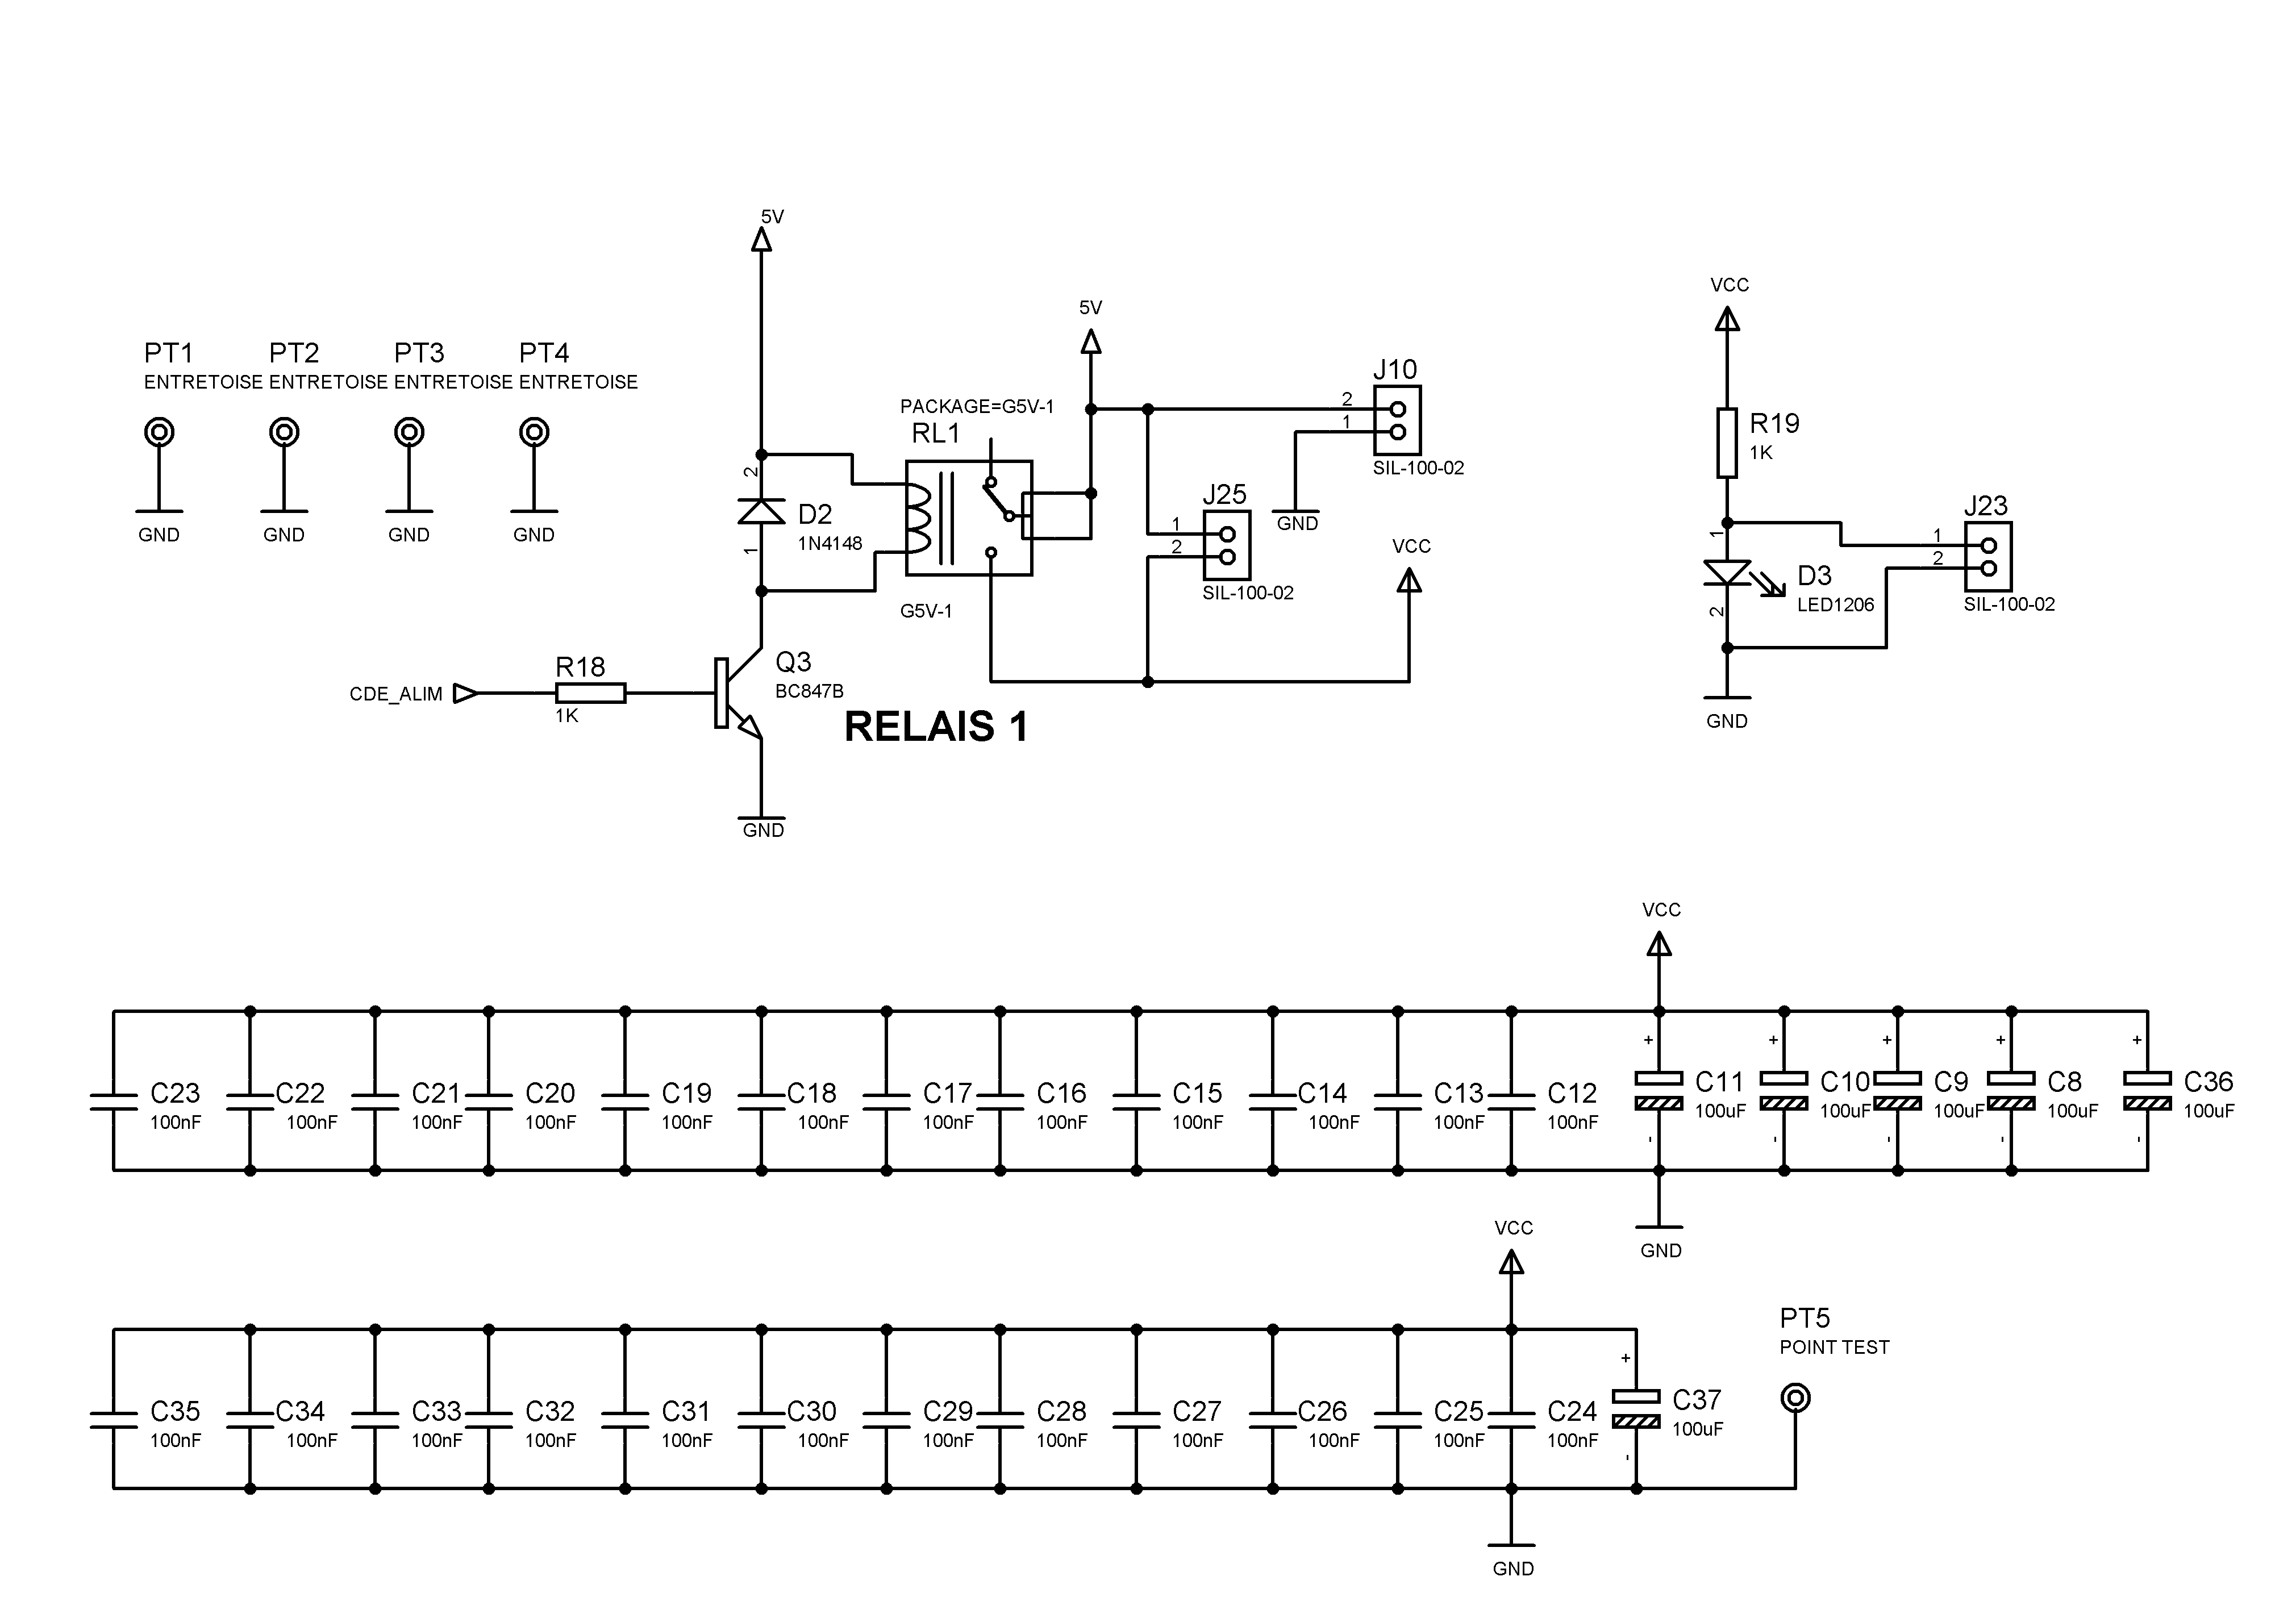 5V
VCC
5V
PT1
PT2
PT3
PT4
ENTRETOISE ENTRETOISE ENTRETOISE ENTRETOISE
GND
GND
GND
GND
2
1
D2
1N4148
PACKAGE=G5V-1
RL1
G5V-1
J10
2
1
SIL-100-02
GND
J25
1
2
SIL-100-02
VCC
R19
1K
1
2
D3
LED1206
GND
J23
1
2
SIL-100-02
CDE_ALIM
R18
1K
Q3
BC847B
RELAIS 1
GND
VCC
+ + + + +
C23 C22 C21 C20 C19 C18 C17 C16 C15 C14 C13 C12 C11 C10 C9 C8 C36
100nF 100nF 100nF 100nF 100nF 100nF 100nF 100nF 100nF 100nF 100nF 100nF 100uF 100uF 100uF 100uF 100uF
- - - - -
GND
VCC
PT5
POINT TEST
+
C35 C34 C33 C32 C31 C30 C29 C28 C27 C26 C25 C24 C37
100nF 100nF 100nF 100nF 100nF 100nF 100nF 100nF 100nF 100nF 100nF 100nF 100uF
-
GND